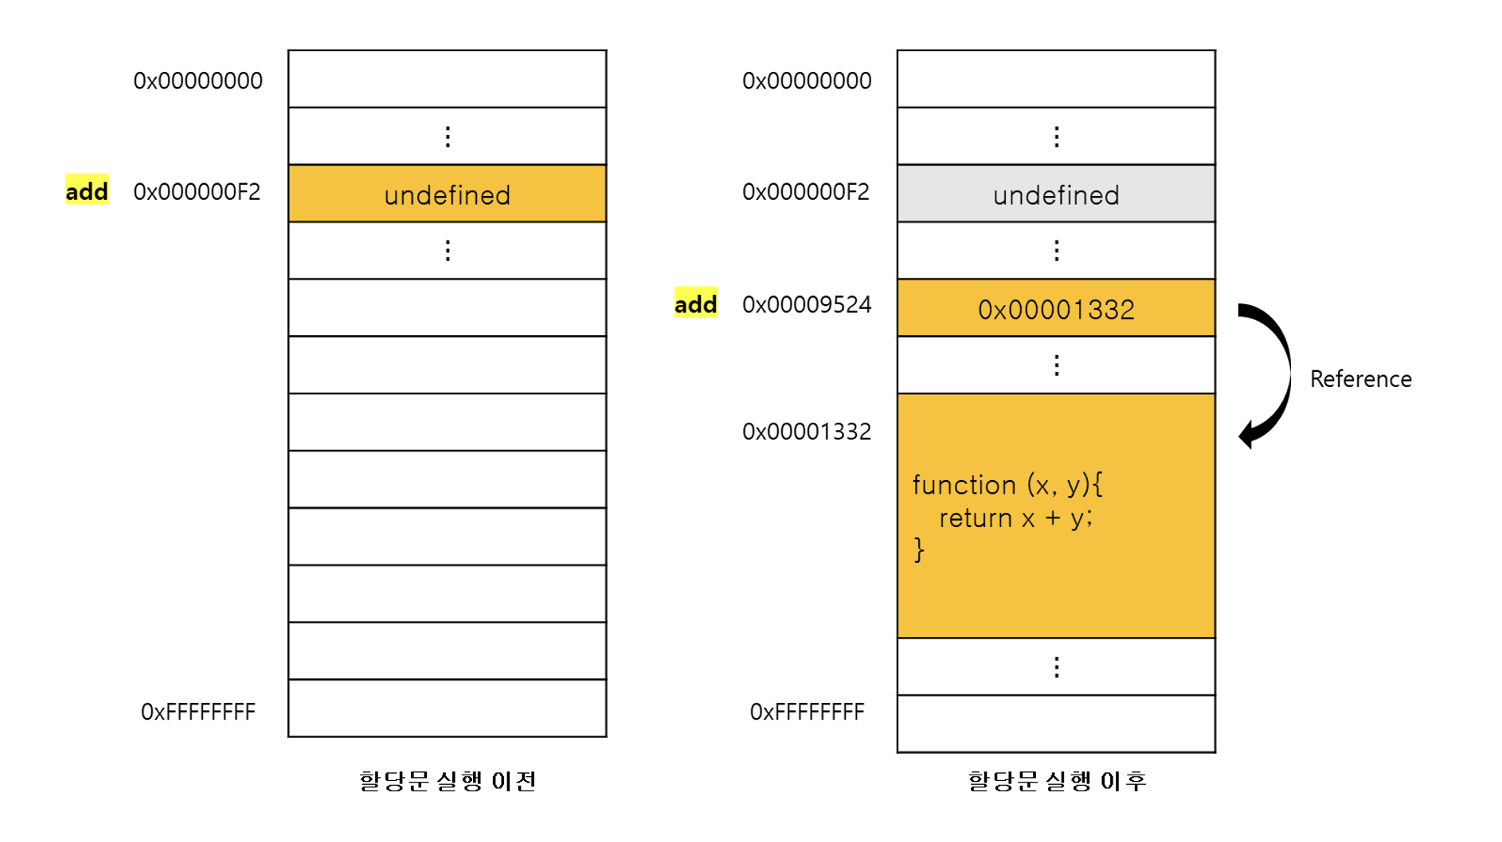 0x00000000
⋮
add 0x000000F2 undefined
⋮
0xFFFFFFFF
할당문 실행 이전
0x00000000
⋮
0x000000F2 undefined
⋮
add 0x00009524 0x00001332
⋮
Reference
0x00001332
function (x, y){
return x + y;
}
⋮
0xFFFFFFFF
할당문 실행 이후